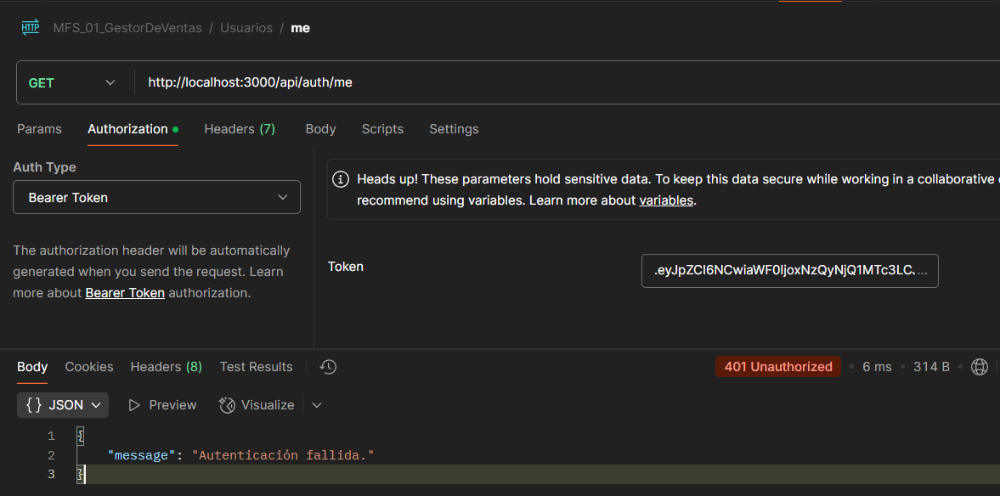 HTTP MFS_01_GestorDeVentas / Usuarios / me
GET http://localhost:3000/api/auth/me
Params Authorization Headers (7) Body Scripts Settings
Auth Type
Bearer Token
The authorization header will be automatically
generated when you send the request. Learn
more about Bearer Token authorization.
Heads up! These parameters hold sensitive data. To keep this data secure while working in a collaborative
recommend using variables. Learn more about variables.
Token
Body Cookies Headers (8) Test Results
401 Unauthorized • 6 ms • 314 B •
{} JSON Preview Visualize
1 {
2 "message": "Autenticación fallida."
3 }